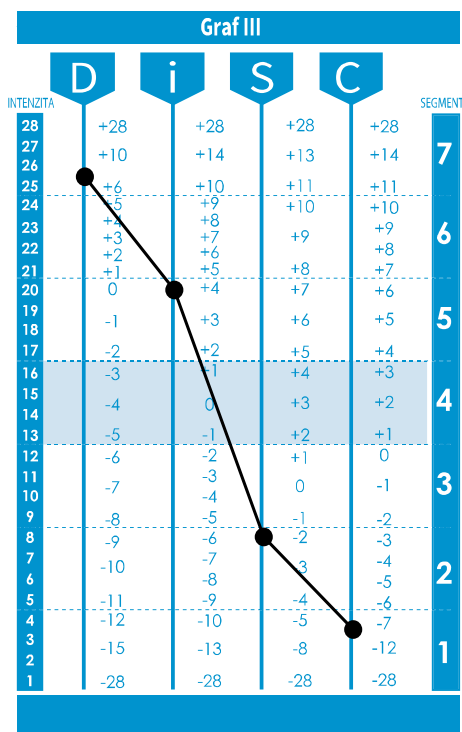 Graf III
D i S C
INTENZITA SEGMENT
28 +28 +28 +28 +28
27 +10 +14 +13 +14 7
26
25 +6 +10 +11 +11
24 +5 +9 +10 +10
+4 +8
23 +3 +7 +9 +9 6
22 +2 +6 +8
21 +1 +5 +8 +7
20 0 +4 +7 +6
19 -1 +3 +6 +5 5
18
17 -2 +2 +5 +4
16 -3 +1 +4 +3
15 -4 0 +3 +2 4
14
13 -5 -1 +2 +1
12 -6 -2 +1 0
11 -7 -3 0 -1 3
10 -4
9 -8 -5 -1 -2
8 -9 -6 -2 -3
7 -10 -7 -3 -4 2
6 -8 -5
5 -11 -9 -4 -6
4 -12 -10 -5 -7
3 -15 -13 -8 -12 1
2
1 -28 -28 -28 -28